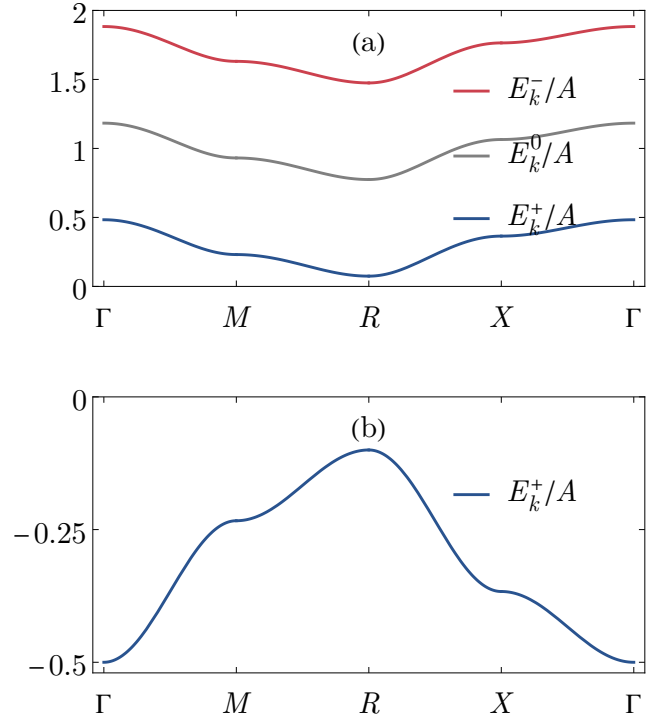 2
(a)
1.5
E_k^-/A
1
E_k^0/A
0.5
E_k^+/A
0
Γ M R X Γ
0
(b)
E_k^+/A
−0.25
−0.5
Γ M R X Γ